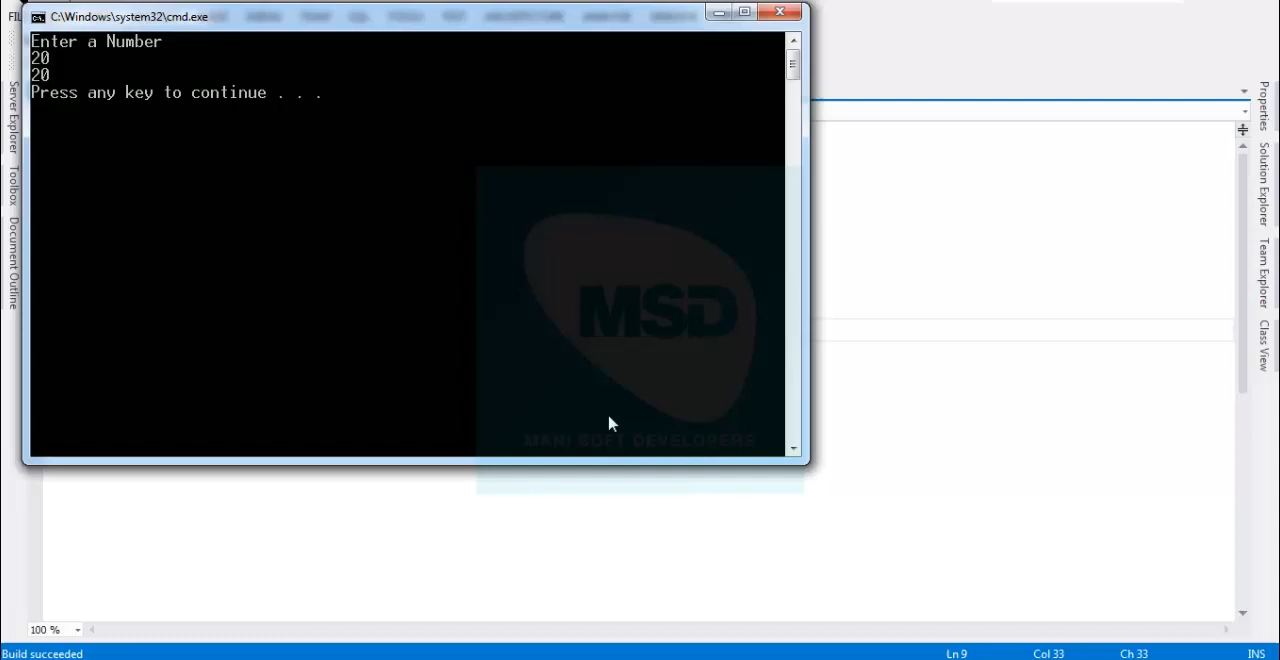 FIL
C:\Windows\system32\cmd.exe
Enter a Number
20
20
Press any key to continue . . .
MSD
MANI SOFT DEVELOPERS
Server Explorer
Toolbox
Document Outline
Properties
Solution Explorer
Team Explorer
Class View
100 %
Build succeeded
Ln 9
Col 33
Ch 33
INS